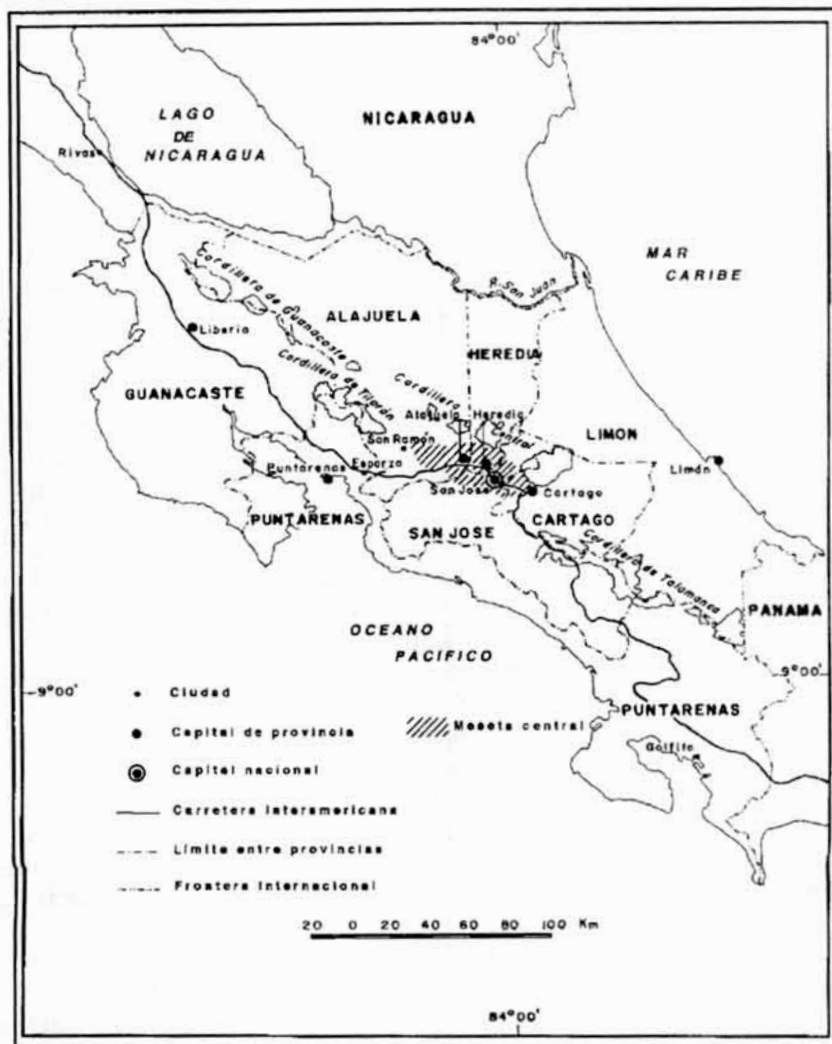 84°00'
LAGO
DE
NICARAGUA
NICARAGUA
Rivas
MAR
CARIBE
R. San Juan
Cordillera de Guanacaste
ALAJUELA
Liberia
HEREDIA
Cordillera de Tilarán
Cordillera
Central
GUANACASTE
Alajuela
Heredia
LIMON
San Ramón
Limón
Puntarenas
Esparza
San José
Cartago
PUNTARENAS
SAN JOSE
CARTAGO
Cordillera de Talamanca
PANAMA
OCEANO
PACIFICO
9°00'
9°00'
PUNTARENAS
Golfito
Ciudad
Capital de provincia
Meseta central
Capital nacional
Carretera Interamericana
Límite entre provincias
Frontera internacional
20 0 20 40 60 80 100 Km
84°00'